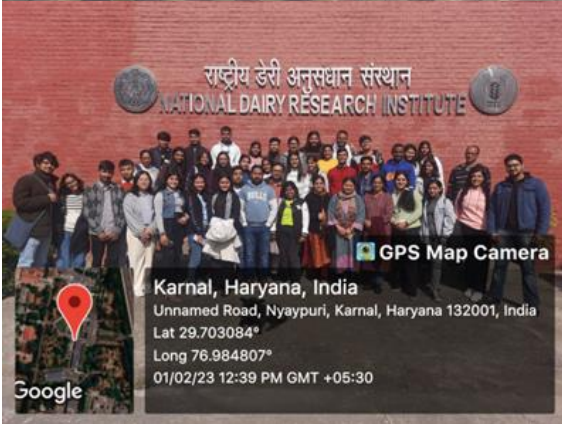 राष्ट्रीय डेरी अनुसंधान संस्थान
NATIONAL DAIRY RESEARCH INSTITUTE
BULLS
GPS Map Camera
Karnal, Haryana, India
Unnamed Road, Nyaypuri, Karnal, Haryana 132001, India
Lat 29.703084°
Long 76.984807°
01/02/23 12:39 PM GMT +05:30
Google